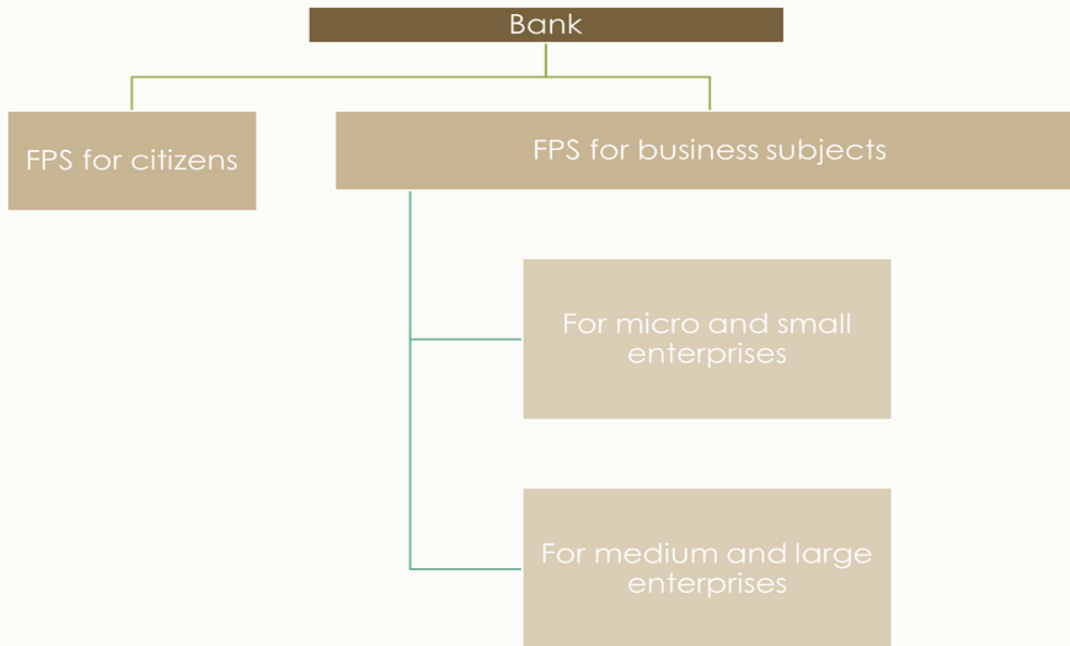 Bank
FPS for citizens
FPS for business subjects
For micro and small
enterprises
For medium and large
enterprises